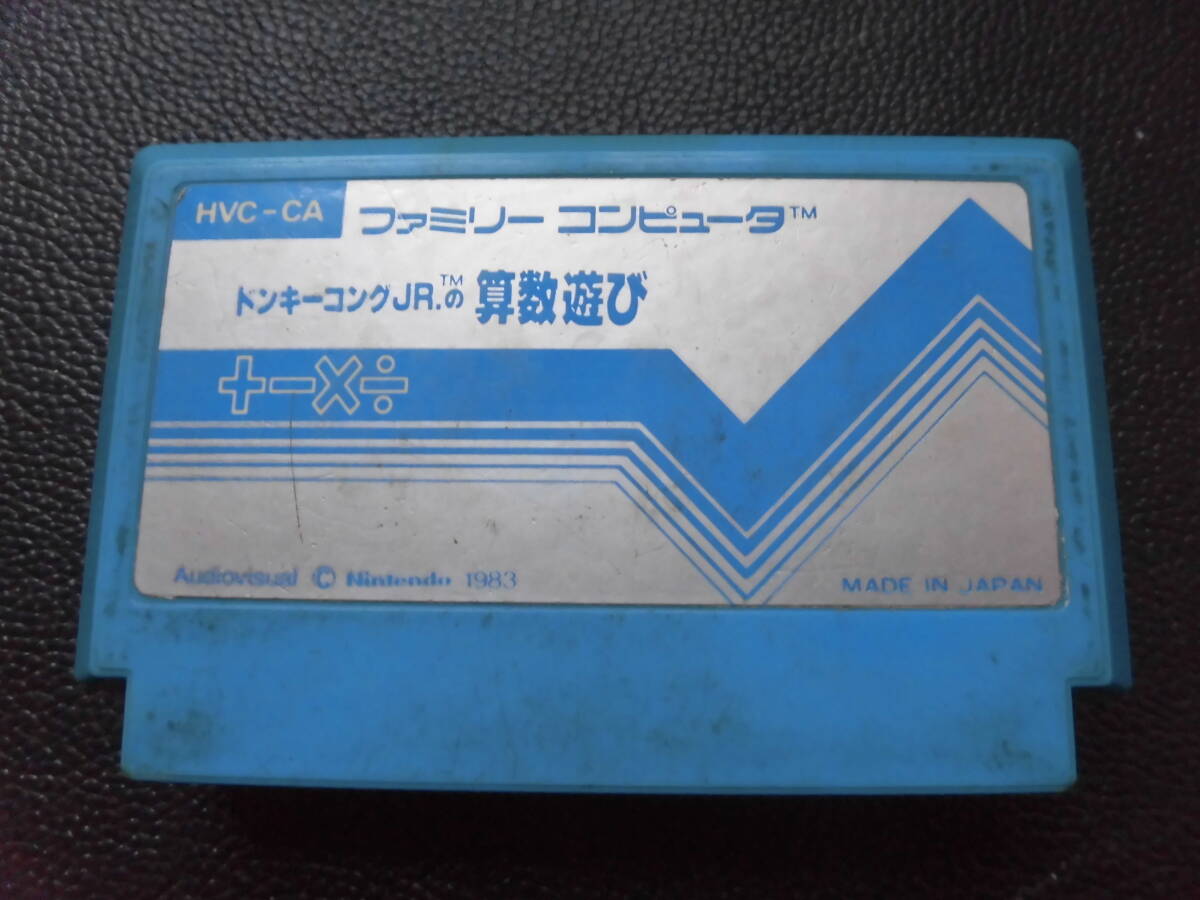 HVC-CA ファミリー コンピュータ™
ドンキーコングJR.™の 算数遊び
+−×÷
Audiovisual © Nintendo 1983
MADE IN JAPAN